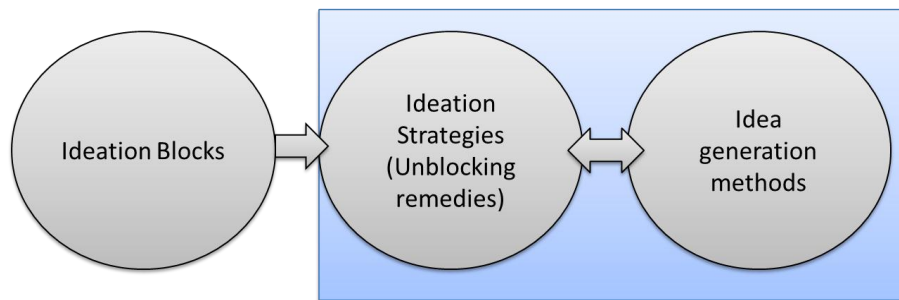 Ideation Blocks
Ideation
Strategies
(Unblocking
remedies)
Idea
generation
methods